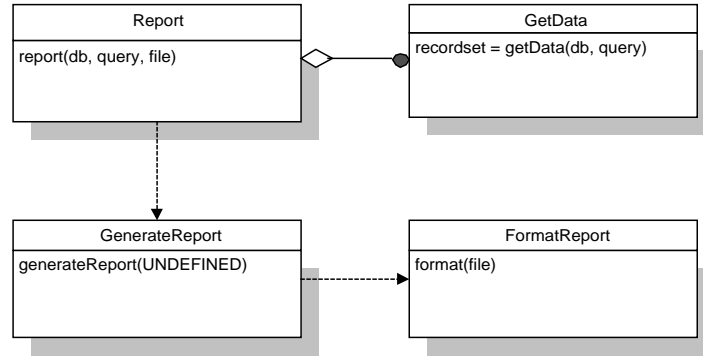 Report
report(db, query, file)
GetData
recordset = getData(db, query)
GenerateReport
generateReport(UNDEFINED)
FormatReport
format(file)